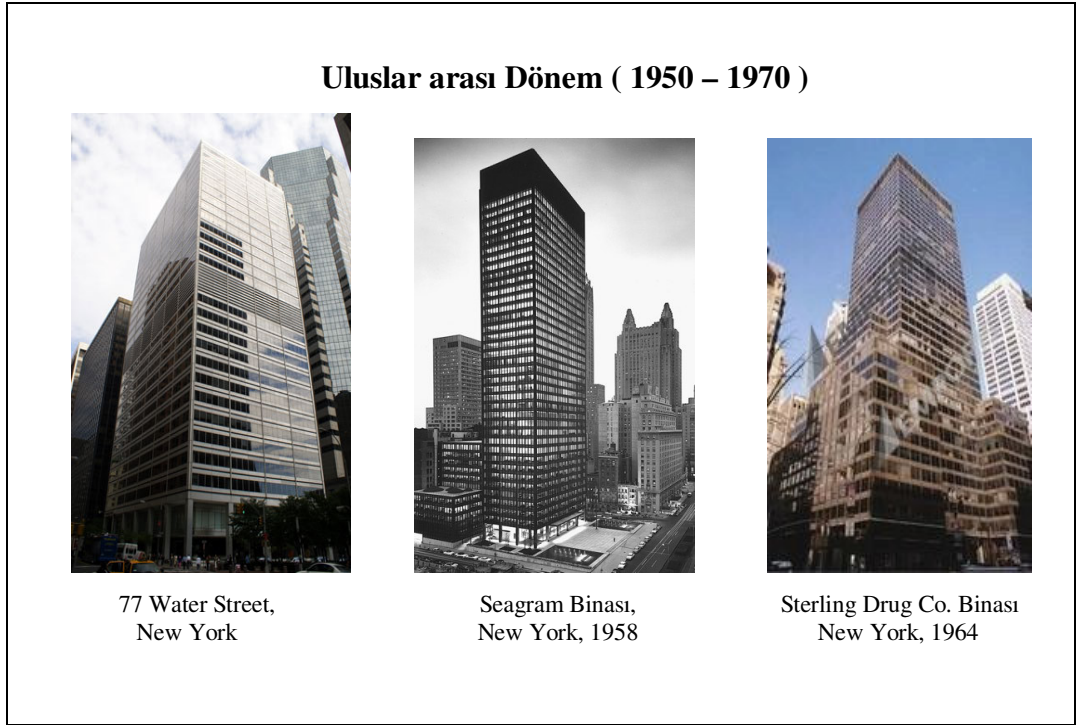 Uluslar arası Dönem ( 1950 – 1970 )
77 Water Street,
New York
Seagram Binası,
New York, 1958
Sterling Drug Co. Binası
New York, 1964